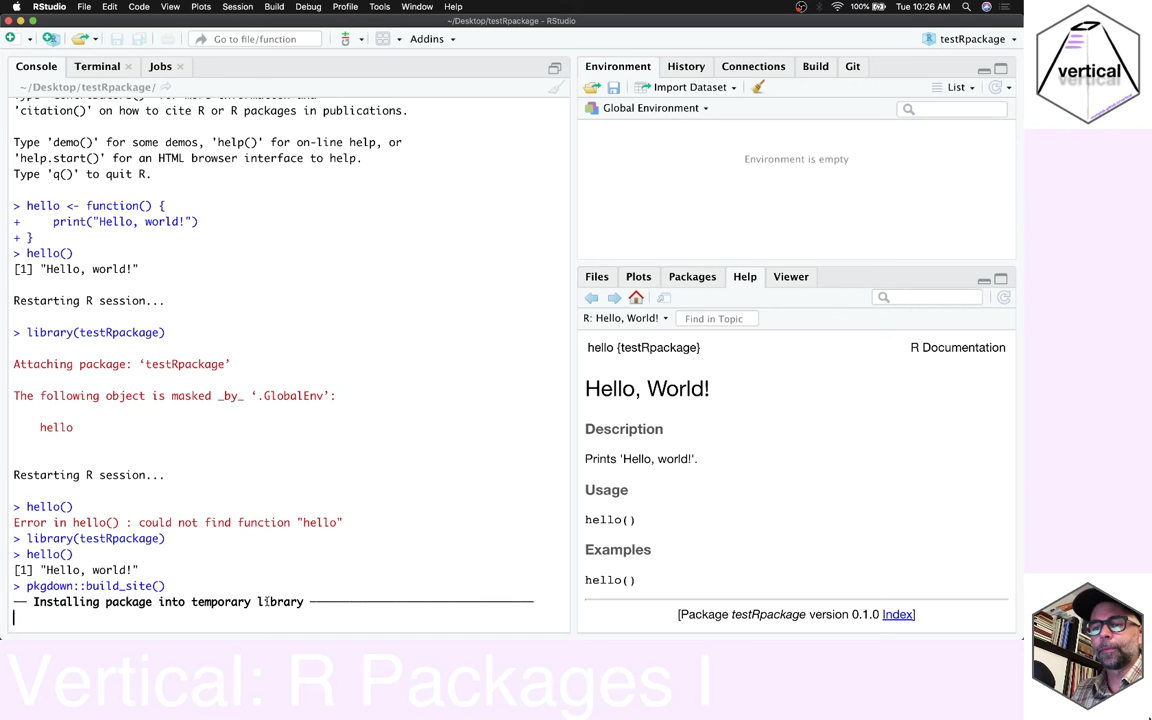 RStudio File Edit Code View Plots Session Build Debug Profile Tools Window Help 100% Tue 10:26 AM
~/Desktop/testRpackage - RStudio
Go to file/function Addins testRpackage
Console Terminal Jobs
~/Desktop/testRpackage/
'citation()' on how to cite R or R packages in publications.
Type 'demo()' for some demos, 'help()' for on-line help, or
'help.start()' for an HTML browser interface to help.
Type 'q()' to quit R.
> hello <- function() {
+     print("Hello, world!")
+ }
> hello()
[1] "Hello, world!"
Restarting R session...
> library(testRpackage)
Attaching package: ‘testRpackage’
The following object is masked _by_ ‘.GlobalEnv’:
hello
Restarting R session...
> hello()
Error in hello() : could not find function "hello"
> library(testRpackage)
> hello()
[1] "Hello, world!"
> pkgdown::build_site()
── Installing package into temporary library ──
Environment History Connections Build Git
Import Dataset List
Global Environment
Environment is empty
Files Plots Packages Help Viewer
R: Hello, World! Find in Topic
hello {testRpackage} R Documentation
Hello, World!
Description
Prints 'Hello, world!'.
Usage
hello()
Examples
hello()
[Package testRpackage version 0.1.0 Index]
vertical
Vertical: R Packages I